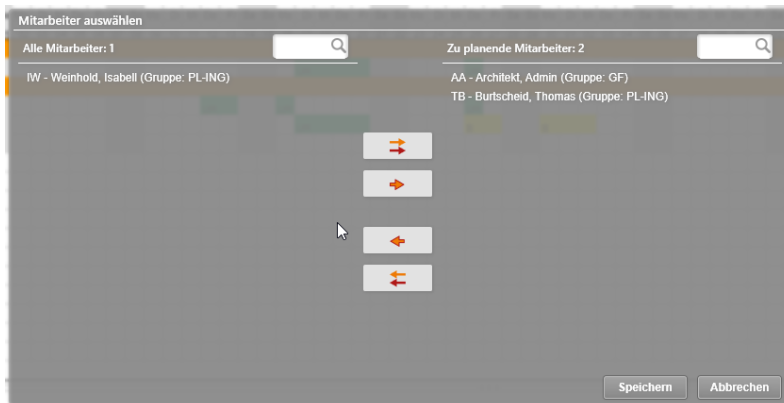 Mitarbeiter auswählen
Alle Mitarbeiter: 1
IW - Weinhold, Isabell (Gruppe: PL-ING)
Zu planende Mitarbeiter: 2
AA - Architekt, Admin (Gruppe: GF)
TB - Burtscheid, Thomas (Gruppe: PL-ING)
Speichern
Abbrechen